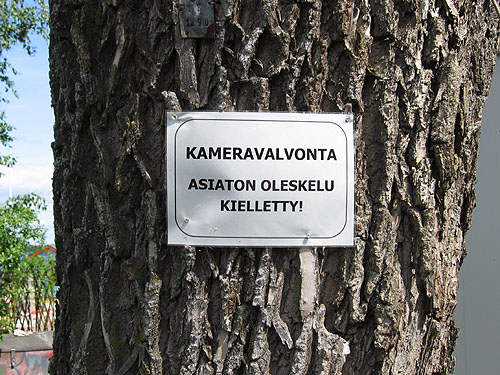 KAMERAVALVONTA
ASIATON OLESKELU
KIELLETTY!